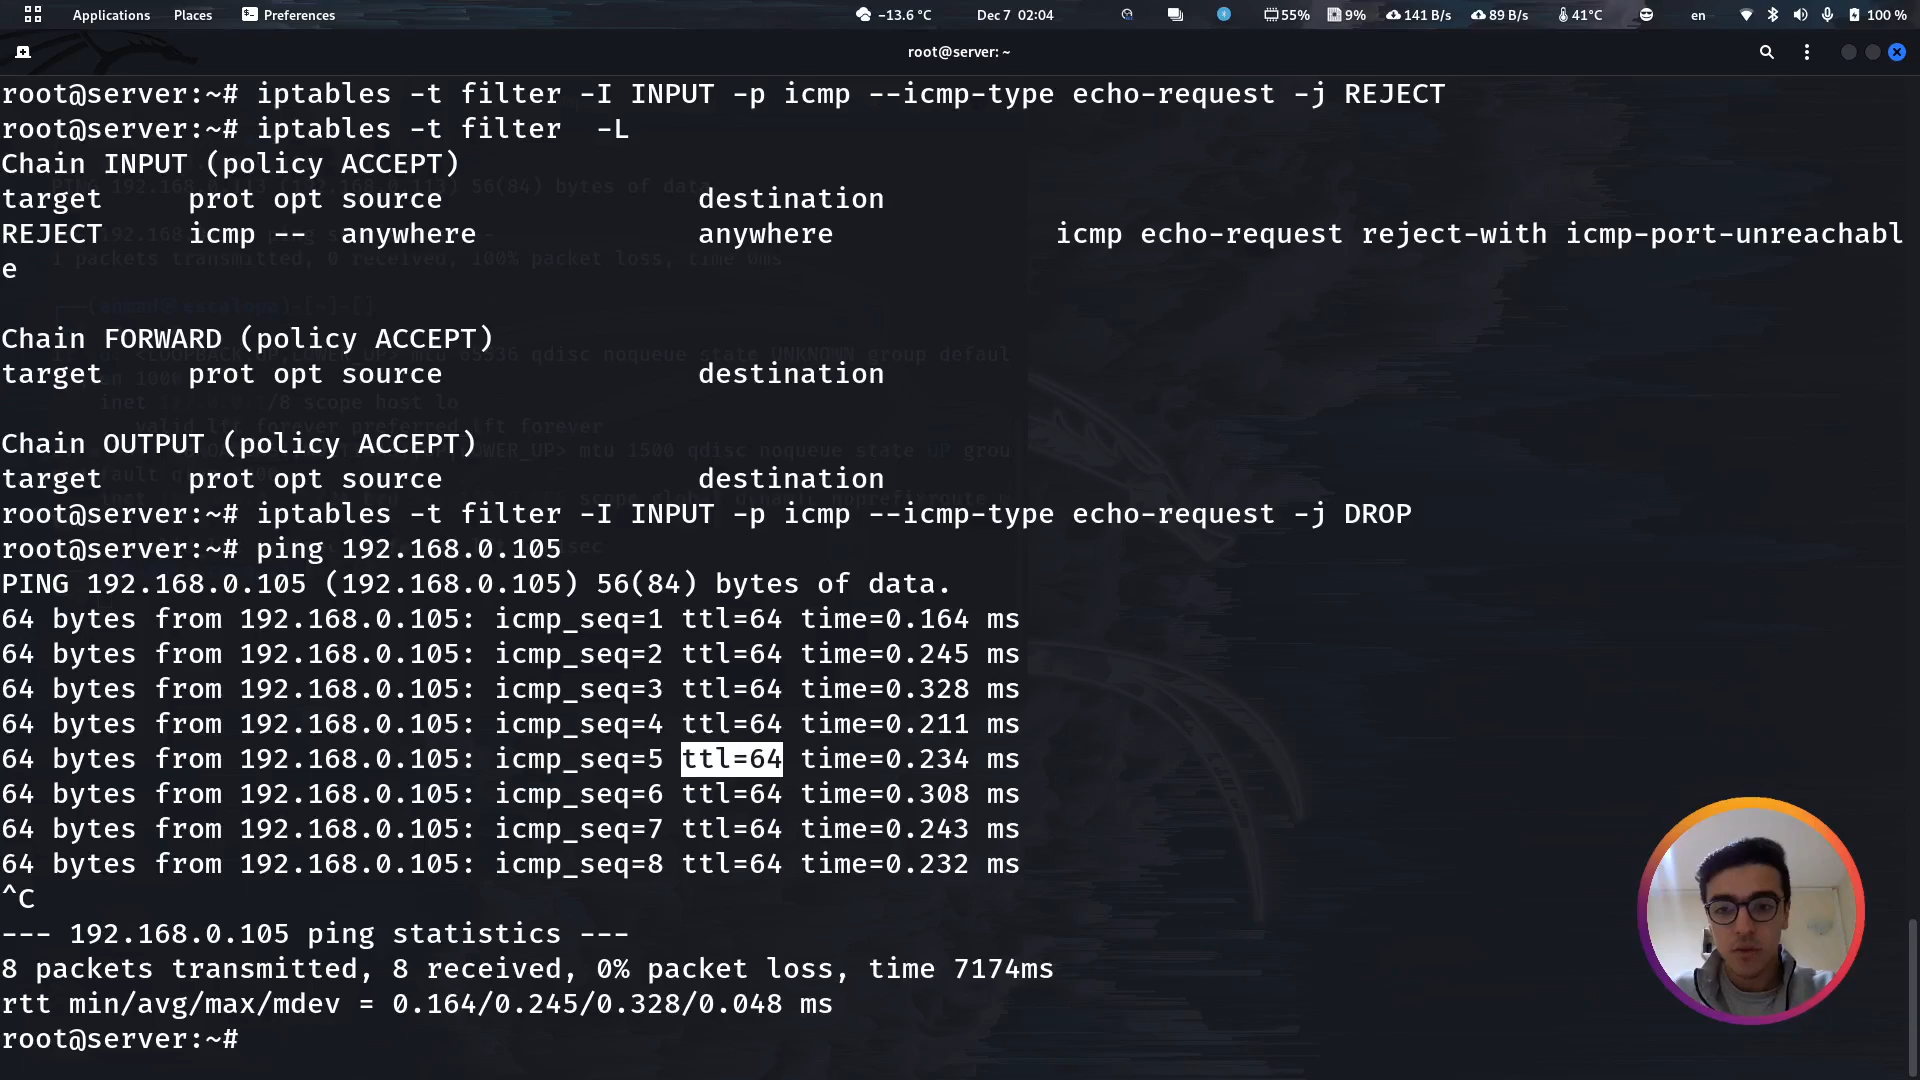 Applications Places Preferences −13.6 °C Dec 7 02:04 55% 9% 141 B/s 89 B/s 41°C en 100 %
root@server: ~
root@server:~# iptables -t filter -I INPUT -p icmp --icmp-type echo-request -j REJECT
root@server:~# iptables -t filter  -L
Chain INPUT (policy ACCEPT)
target     prot opt source               destination
REJECT     icmp --  anywhere             anywhere             icmp echo-request reject-with icmp-port-unreachabl
e
Chain FORWARD (policy ACCEPT)
target     prot opt source               destination
Chain OUTPUT (policy ACCEPT)
target     prot opt source               destination
root@server:~# iptables -t filter -I INPUT -p icmp --icmp-type echo-request -j DROP
root@server:~# ping 192.168.0.105
PING 192.168.0.105 (192.168.0.105) 56(84) bytes of data.
64 bytes from 192.168.0.105: icmp_seq=1 ttl=64 time=0.164 ms
64 bytes from 192.168.0.105: icmp_seq=2 ttl=64 time=0.245 ms
64 bytes from 192.168.0.105: icmp_seq=3 ttl=64 time=0.328 ms
64 bytes from 192.168.0.105: icmp_seq=4 ttl=64 time=0.211 ms
64 bytes from 192.168.0.105: icmp_seq=5 ttl=64 time=0.234 ms
64 bytes from 192.168.0.105: icmp_seq=6 ttl=64 time=0.308 ms
64 bytes from 192.168.0.105: icmp_seq=7 ttl=64 time=0.243 ms
64 bytes from 192.168.0.105: icmp_seq=8 ttl=64 time=0.232 ms
^C
--- 192.168.0.105 ping statistics ---
8 packets transmitted, 8 received, 0% packet loss, time 7174ms
rtt min/avg/max/mdev = 0.164/0.245/0.328/0.048 ms
root@server:~#